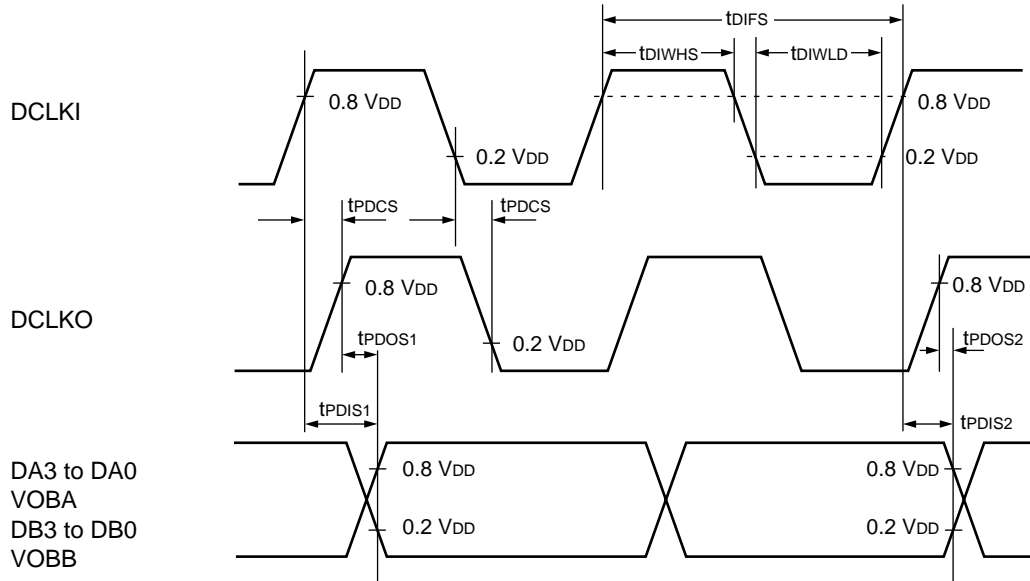 tDIFS
tDIWHS
tDIWLD
DCLKI
0.8 VDD
0.8 VDD
0.2 VDD
0.2 VDD
tPDCS
tPDCS
DCLKO
0.8 VDD
0.8 VDD
0.2 VDD
tPDOS1
tPDOS2
tPDIS1
tPDIS2
DA3 to DA0
VOBA
DB3 to DB0
VOBB
0.8 VDD
0.8 VDD
0.2 VDD
0.2 VDD